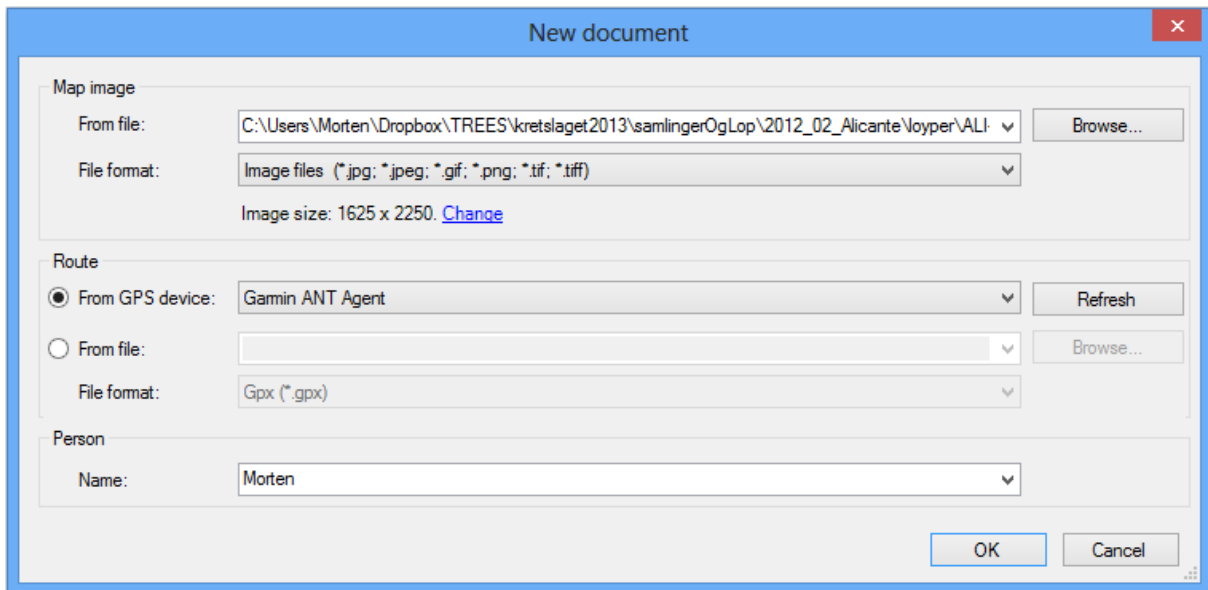 New document
Map image
From file: C:\Users\Morten\Dropbox\TREES\kretslaget2013\samlingerOgLop\2012_02_Alicante\loyper\ALI- Browse...
File format: Image files (*.jpg; *.jpeg; *.gif; *.png; *.tif; *.tiff)
Image size: 1625 x 2250. Change
Route
From GPS device: Garmin ANT Agent Refresh
From file: Browse...
File format: Gpx (*.gpx)
Person
Name: Morten
OK Cancel